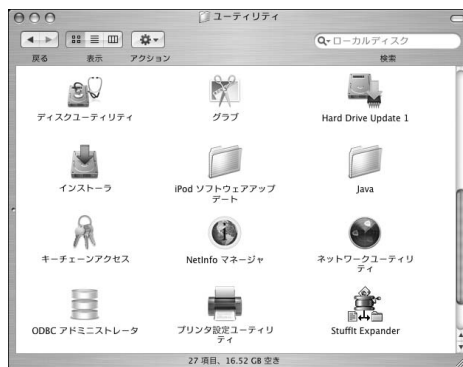 ユーティリティ
ローカルディスク
戻る 表示 アクション 検索
ディスクユーティリティ グラブ Hard Drive Update 1
インストーラ iPod ソフトウェアアップ
デート Java
キーチェーンアクセス NetInfo マネージャ ネットワークユーティリ
ティ
ODBC アドミニストレータ プリンタ設定ユーティリ
ティ StuffIt Expander
27 項目、16.52 GB 空き